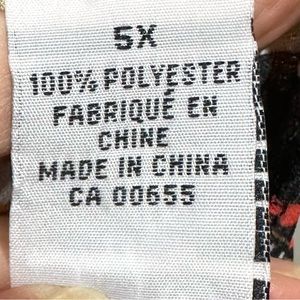 5X
100% POLYESTER
FABRIQUÉ EN
CHINE
MADE IN CHINA
CA 00655